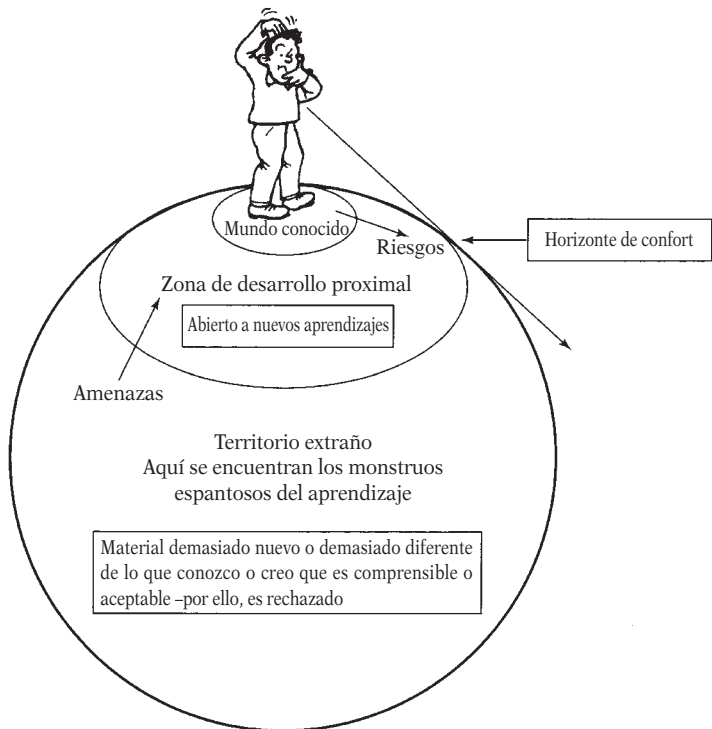 Mundo conocido
Riesgos
Horizonte de confort
Zona de desarrollo proximal
Abierto a nuevos aprendizajes
Amenazas
Territorio extraño
Aquí se encuentran los monstruos
espantosos del aprendizaje
Material demasiado nuevo o demasiado diferente
de lo que conozco o creo que es comprensible o
aceptable –por ello, es rechazado